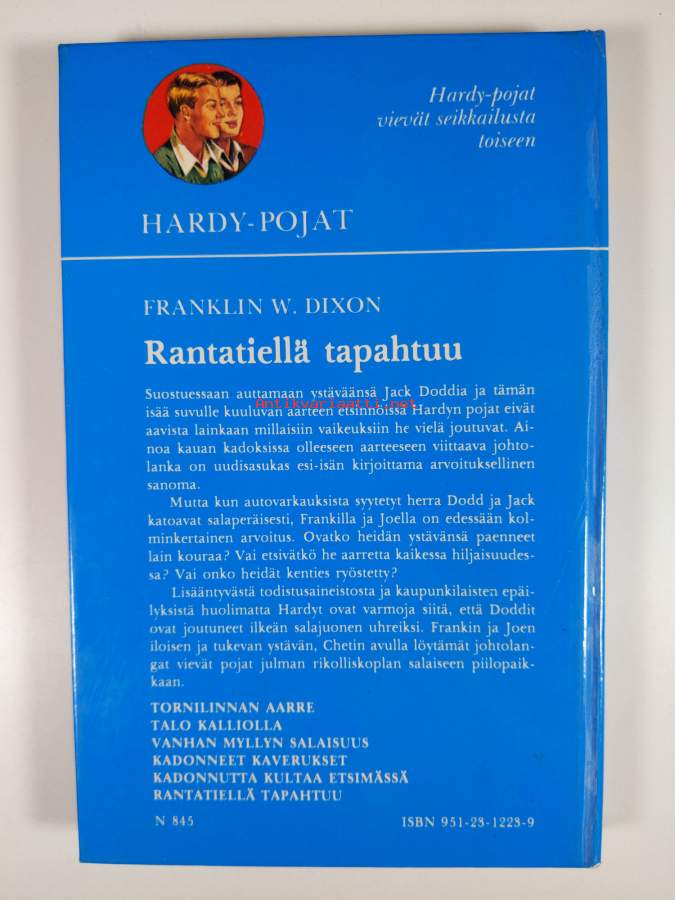 Hardy-pojat
vievät seikkailusta
toiseen
HARDY-POJAT
FRANKLIN W. DIXON
Rantatiellä tapahtuu
Suostuessaan auttamaan ystäväänsä Jack Doddia ja tämän
Antikvariaatti.net
isää suvulle kuuluvan aarteen etsinnöissä Hardyn pojat eivät
aavista lainkaan millaisiin vaikeuksiin he vielä joutuvat. Ai-
noa kauan kadoksissa olleeseen aarteeseen viittaava johto-
lanka on uudisasukas esi-isän kirjoittama arvoituksellinen
sanoma.
Mutta kun autovarkauksista syytetyt herra Dodd ja Jack
katoavat salaperäisesti, Frankilla ja Joella on edessään kol-
minkertainen arvoitus. Ovatko heidän ystävänsä paenneet
lain kouraa? Vai etsivätkö he aarretta kaikessa hiljaisuudes-
sa? Vai onko heidät kenties ryöstetty?
Lisääntyvästä todistusaineistosta ja kaupunkilaisten epäi-
lyksistä huolimatta Hardyt ovat varmoja siitä, että Doddit
ovat joutuneet ilkeän salajuonen uhreiksi. Frankin ja Joen
iloisen ja tukevan ystävän, Chetin avulla löytämät johtolan-
gat vievät pojat julman rikolliskoplan salaiseen piilopaik-
kaan.
TORNILINNAN AARRE
TALO KALLIOLLA
VANHAN MYLLYN SALAISUUS
KADONNEET KAVERUKSET
KADONNUTTA KULTAA ETSIMÄSSÄ
RANTATIELLÄ TAPAHTUU
N 845
ISBN 951-23-1223-9